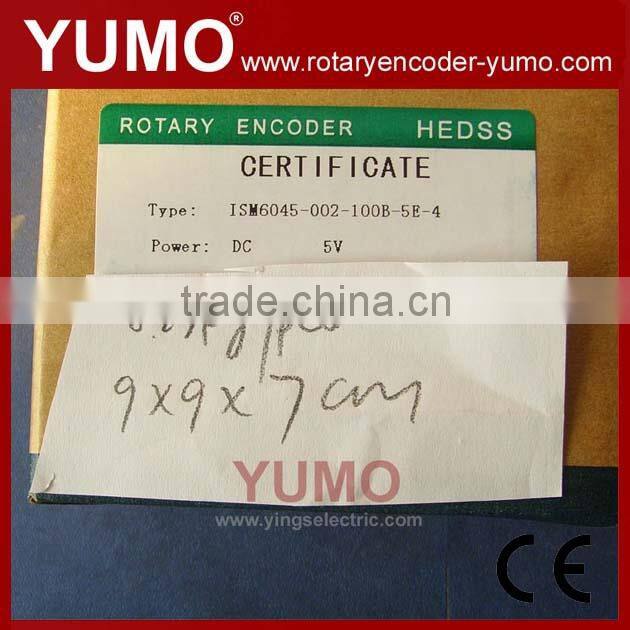 YUMO® www.rotaryencoder-yumo.com
ROTARY ENCODER HEDSS
CERTIFICATE
Type: ISM6045-002-100B-5E-4
Power: DC 5V
trade.china.cn
9x9x7cm
YUMO
www.yingselectric.com
CE